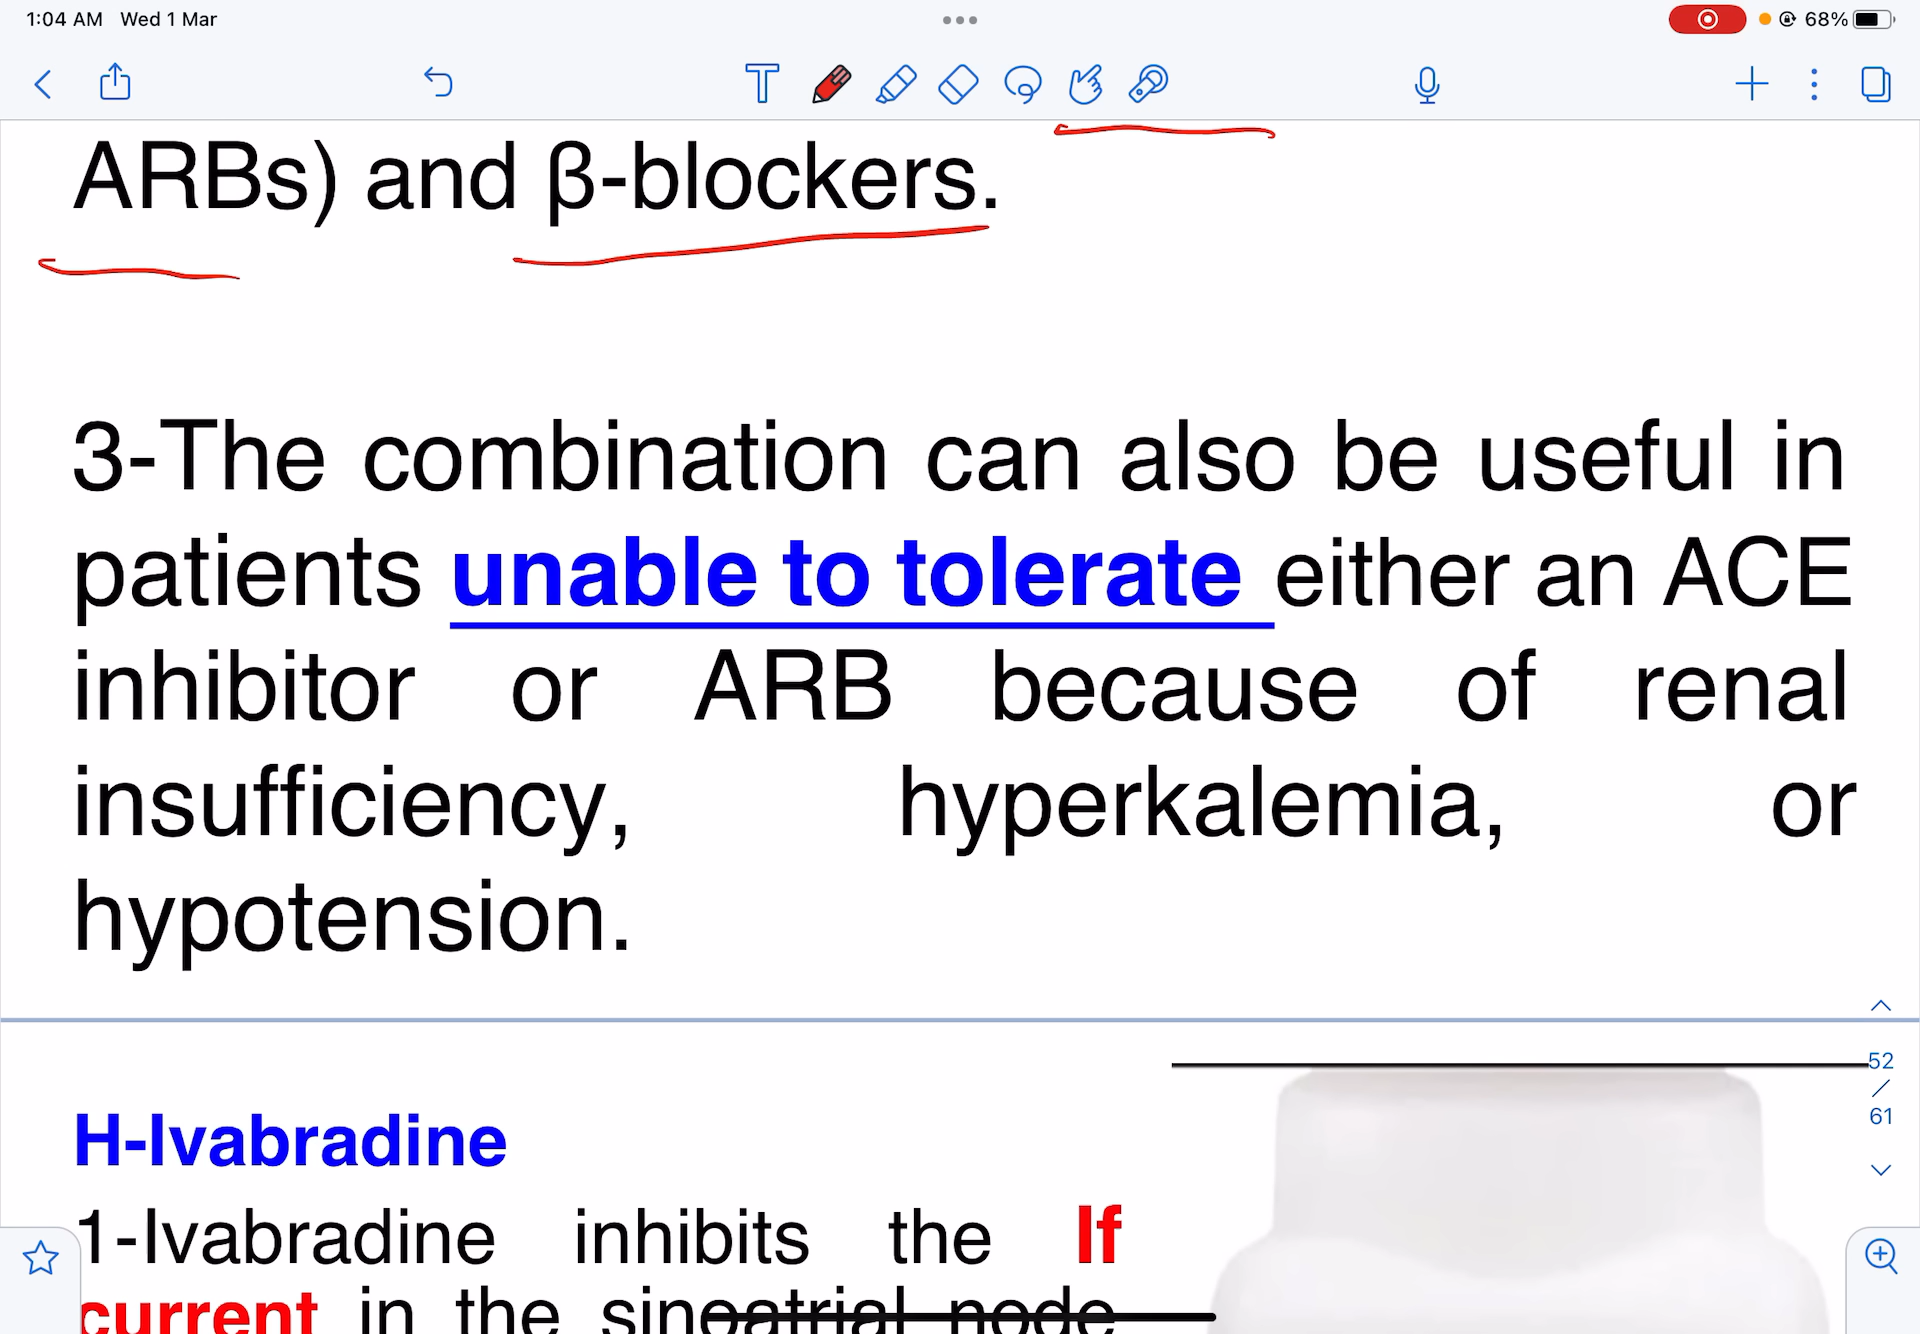 1:04 AM Wed 1 Mar
68%
ARBs) and β-blockers.
3-The combination can also be useful in
patients unable to tolerate either an ACE
inhibitor or ARB because of renal
insufficiency, hyperkalemia, or
hypotension.
52
/
61
H-Ivabradine
1-Ivabradine inhibits the If
current in the sinoatrial node